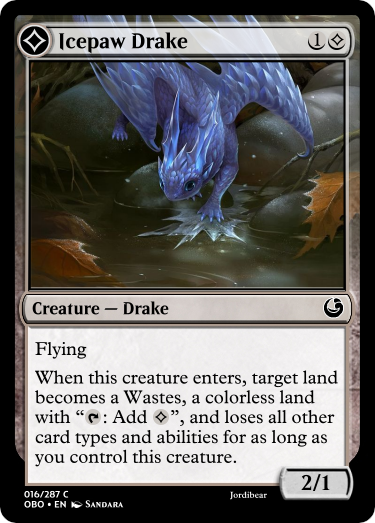 Icepaw Drake 1
Creature — Drake
Flying
When this creature enters, target land
becomes a Wastes, a colorless land
with “: Add ”, and loses all other
card types and abilities for as long as
you control this creature.
2/1
016/287 C
OBO • EN Sandara
Jordibear